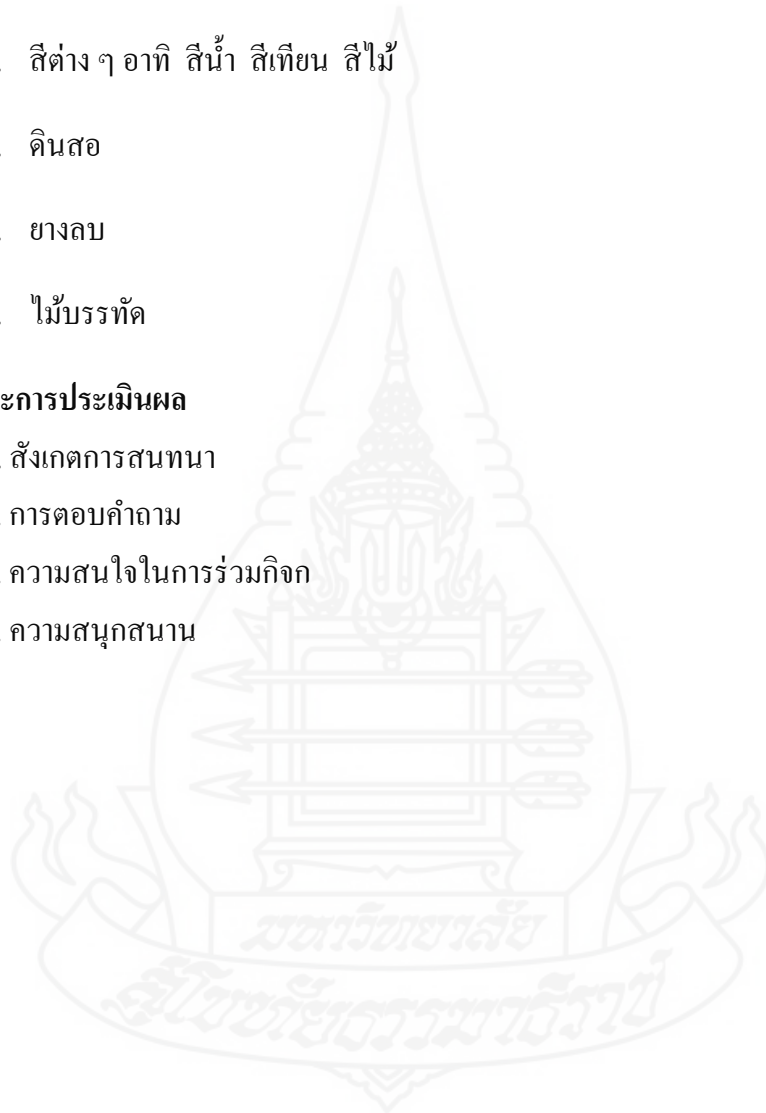 . สีต่าง ๆ อาทิ สีน้ำ สีเทียน สีไม้
. ดินสอ
. ยางลบ
. ไม้บรรทัด
ะการประเมินผล
. สังเกตการสนทนา
. การตอบคำถาม
. ความสนใจในการร่วมกิจก
. ความสนุกสนาน
มหาวิทยาลัย
สุโขทัยธรรมาธิราช